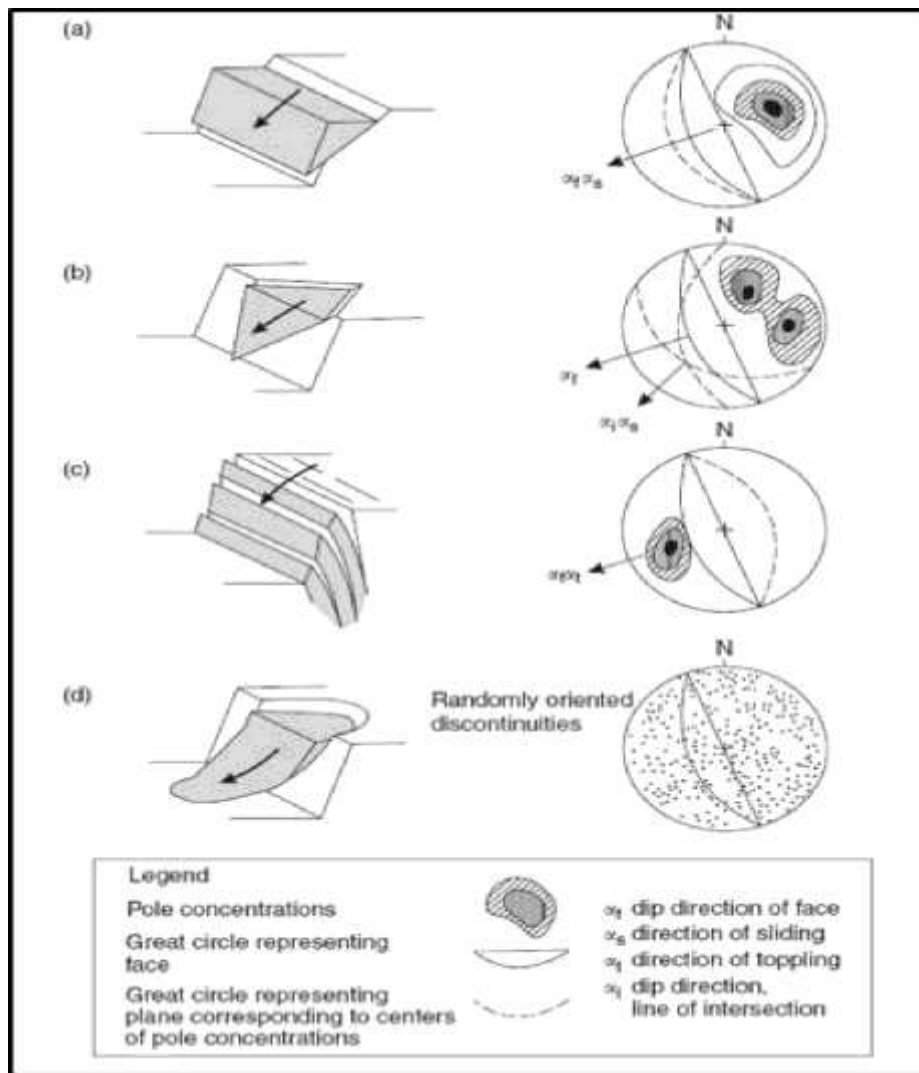 (a)
N
αf αs
(b)
N
αf
αi αs
(c)
N
αf αt
(d)
Randomly oriented
discontinuities
N
Legend
Pole concentrations
Great circle representing
face
Great circle representing
plane corresponding to centers
of pole concentrations
αf dip direction of face
αs direction of sliding
αt direction of toppling
αi dip direction,
line of intersection